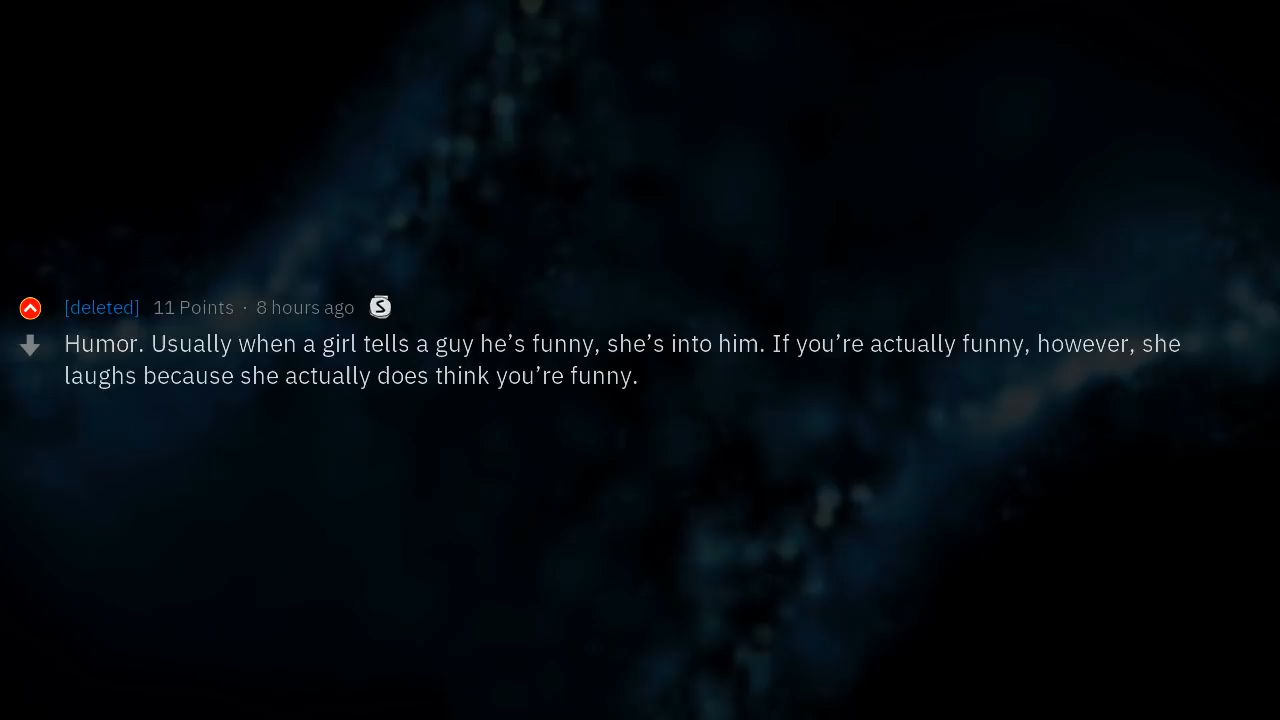 [deleted] 11 Points · 8 hours ago S
Humor. Usually when a girl tells a guy he’s funny, she’s into him. If you’re actually funny, however, she
laughs because she actually does think you’re funny.